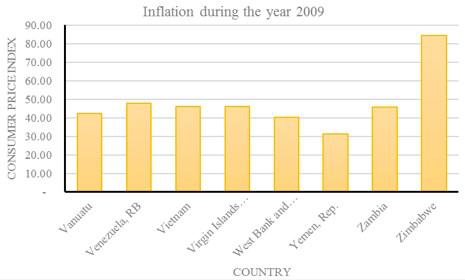 Inflation during the year 2009
CONSUMER PRICE INDEX
90.00
80.00
70.00
60.00
50.00
40.00
30.00
20.00
10.00
-
Vanuatu
Venezuela, RB
Vietnam
Virgin Islands…
West Bank and…
Yemen, Rep.
Zambia
Zimbabwe
COUNTRY